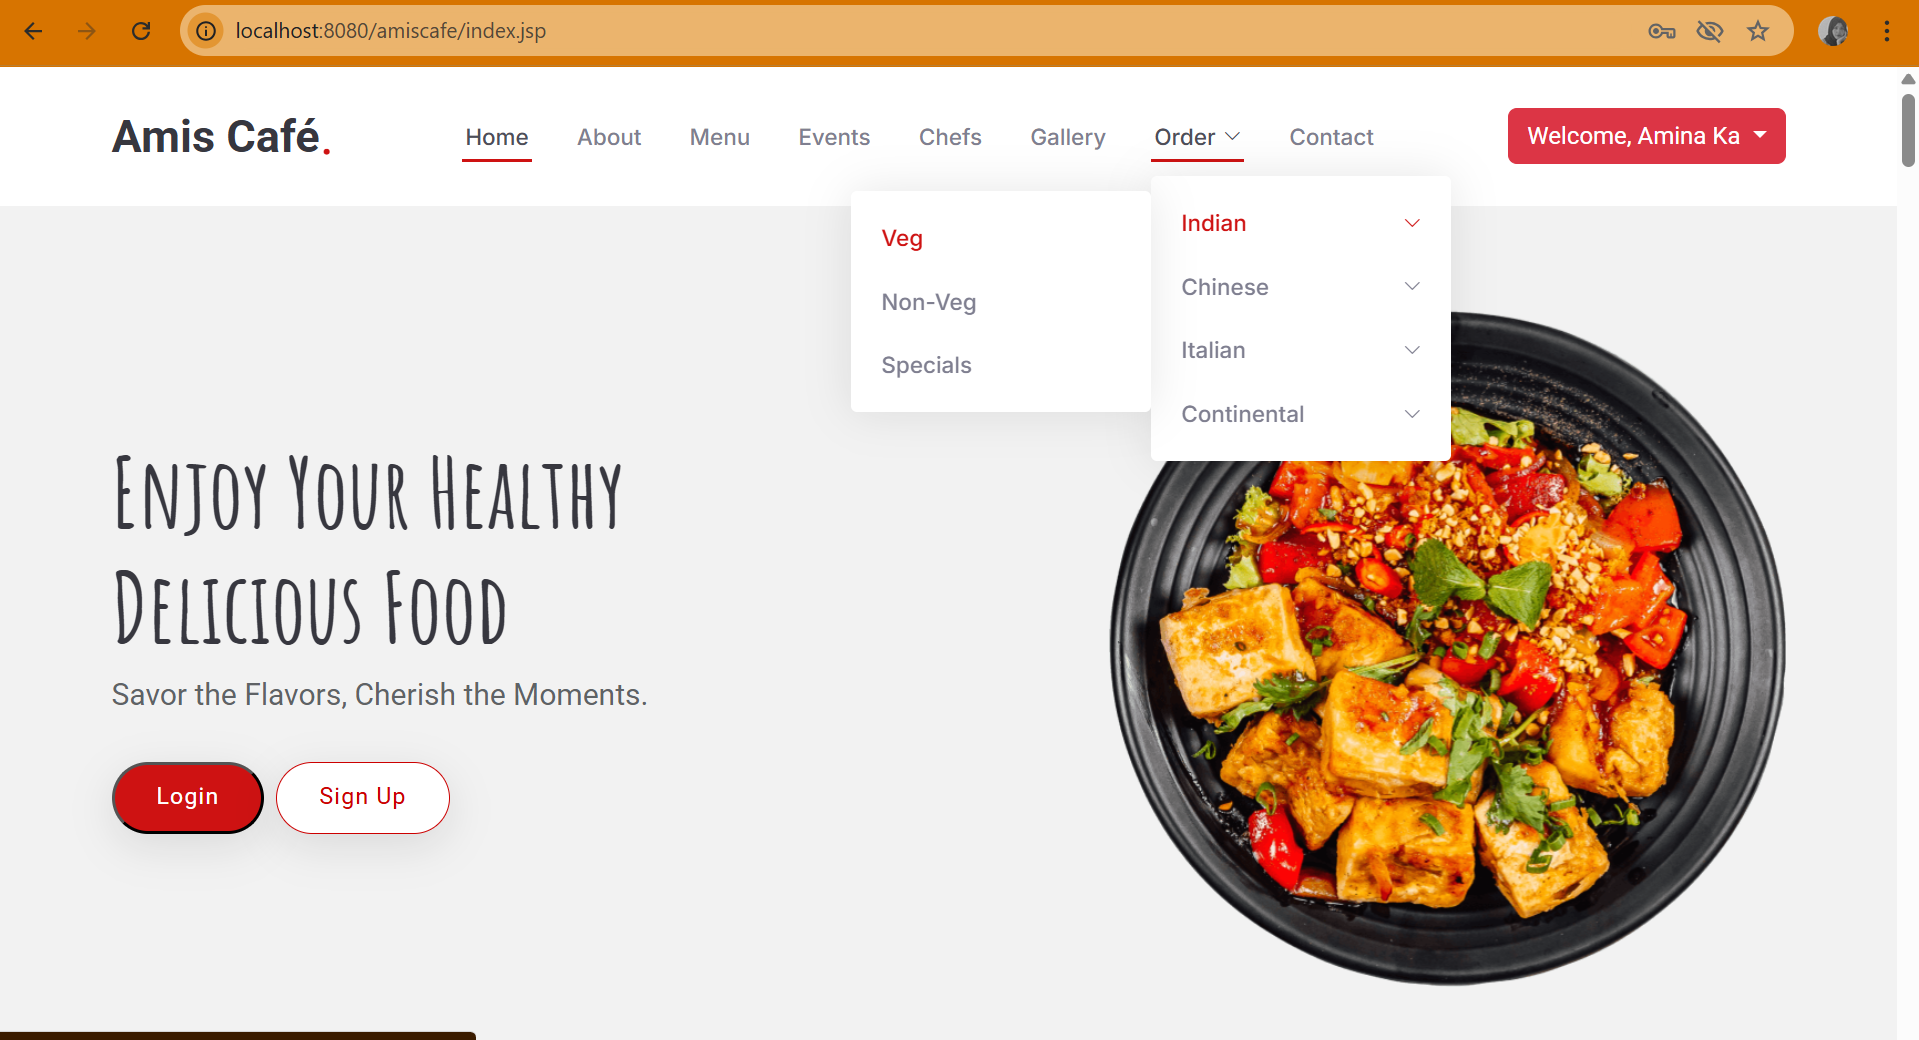 localhost:8080/amiscafe/index.jsp
Amis Café.
Home About Menu Events Chefs Gallery Order Contact
Welcome, Amina Ka
Veg
Non-Veg
Specials
Indian
Chinese
Italian
Continental
Enjoy Your Healthy
Delicious Food
Savor the Flavors, Cherish the Moments.
Login Sign Up